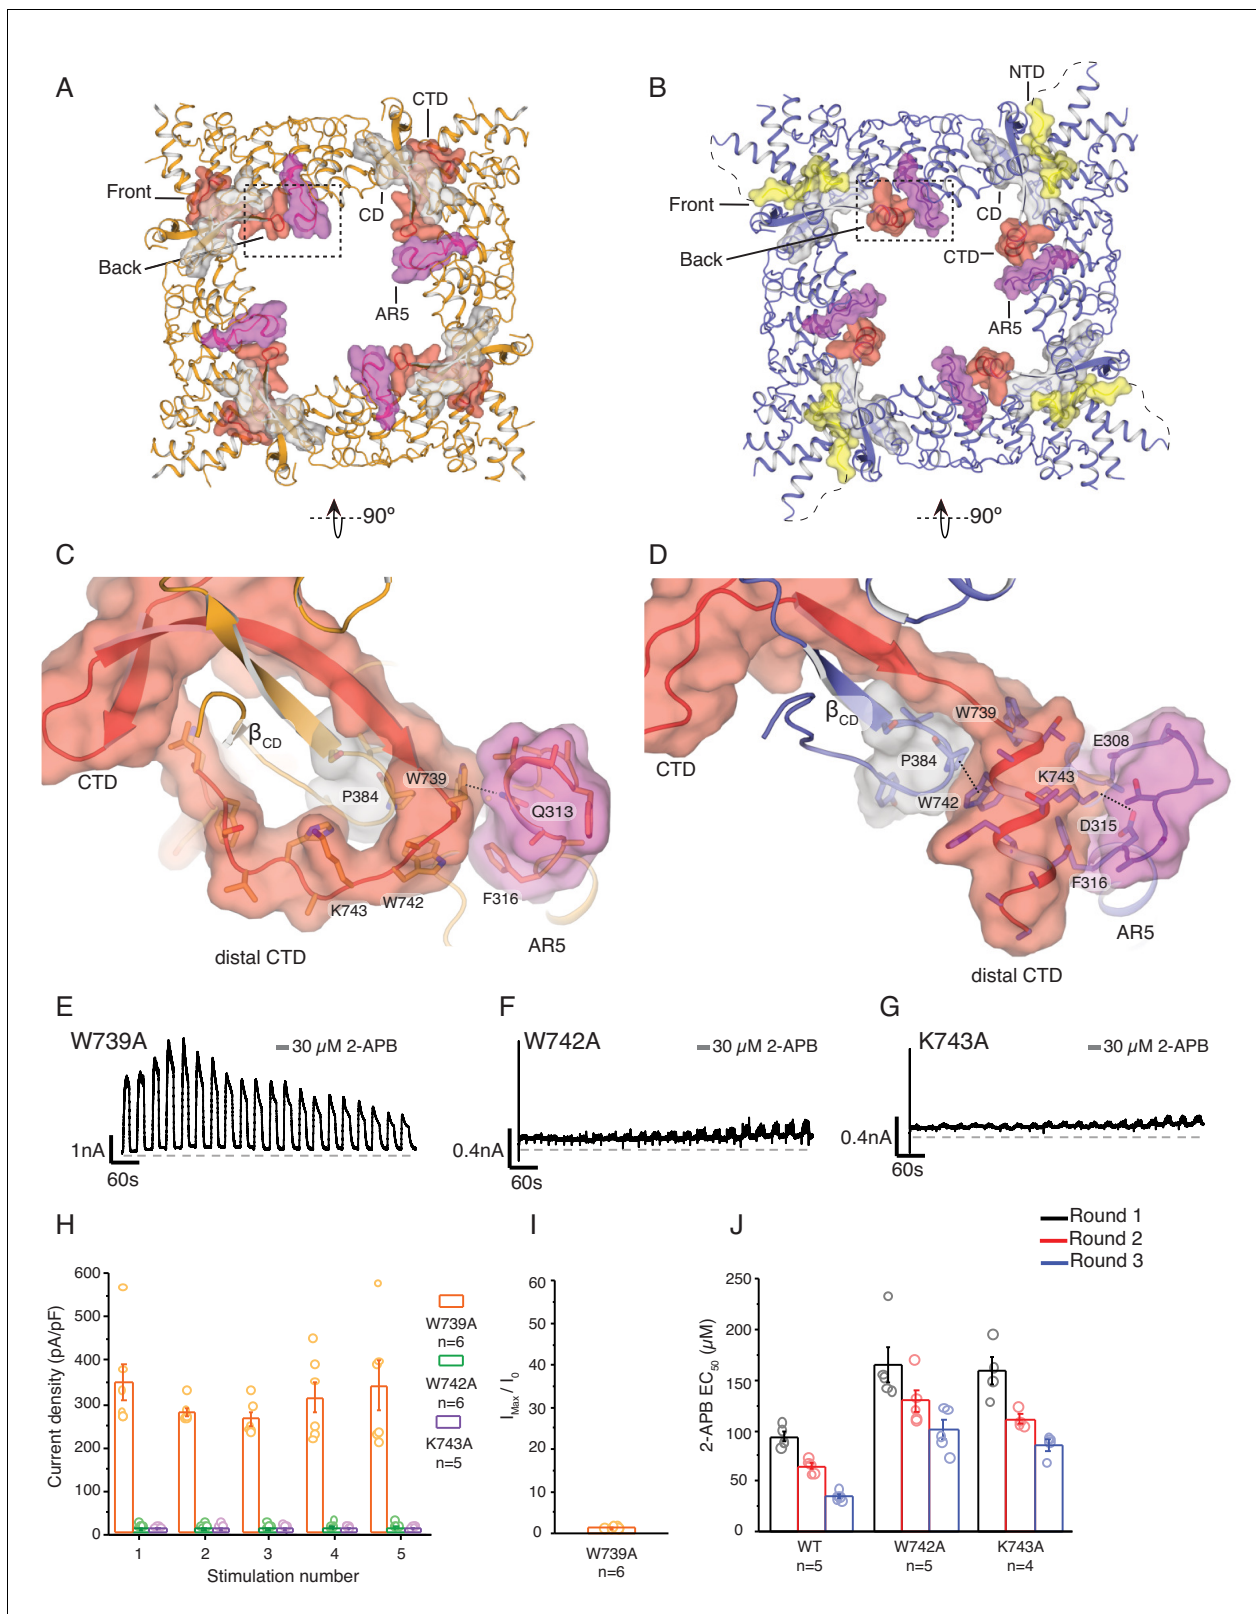 A
CTD
Front
CD
Back
AR5
90º
B
NTD
Front
CD
Back
CTD
AR5
90º
C
βCD
CTD
P384
W739
Q313
K743
W742
F316
AR5
distal CTD
D
W739
βCD
E308
P384
K743
CTD
W742
D315
F316
AR5
distal CTD
E
W739A
30 µM 2-APB
1nA
60s
F
W742A
30 µM 2-APB
0.4nA
60s
G
K743A
30 µM 2-APB
0.4nA
60s
H
Current density (pA/pF)
600
500
400
300
200
100
0
1 2 3 4 5
Stimulation number
W739A
n=6
W742A
n=6
K743A
n=5
I
IMax / I0
60
50
40
30
20
10
0
W739A
n=6
J
Round 1
Round 2
Round 3
2-APB EC50 (µM)
250
200
150
100
50
0
WT
n=5
W742A
n=5
K743A
n=4